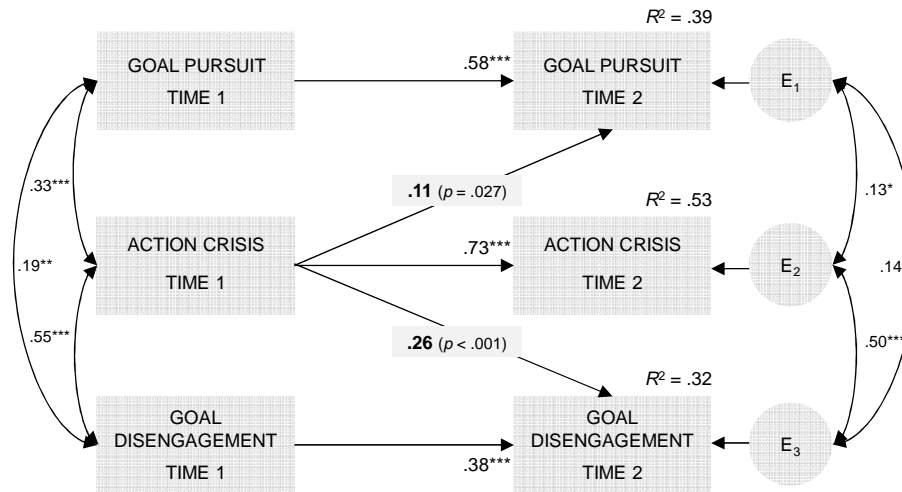 R² = .39
GOAL PURSUIT
TIME 1
.58***
GOAL PURSUIT
TIME 2
E₁
.33***
.11 (p = .027)
.13*
R² = .53
ACTION CRISIS
TIME 1
.73***
ACTION CRISIS
TIME 2
E₂
.19**
.14
.55***
.26 (p < .001)
.50***
R² = .32
GOAL
DISENGAGEMENT
TIME 1
.38***
GOAL
DISENGAGEMENT
TIME 2
E₃